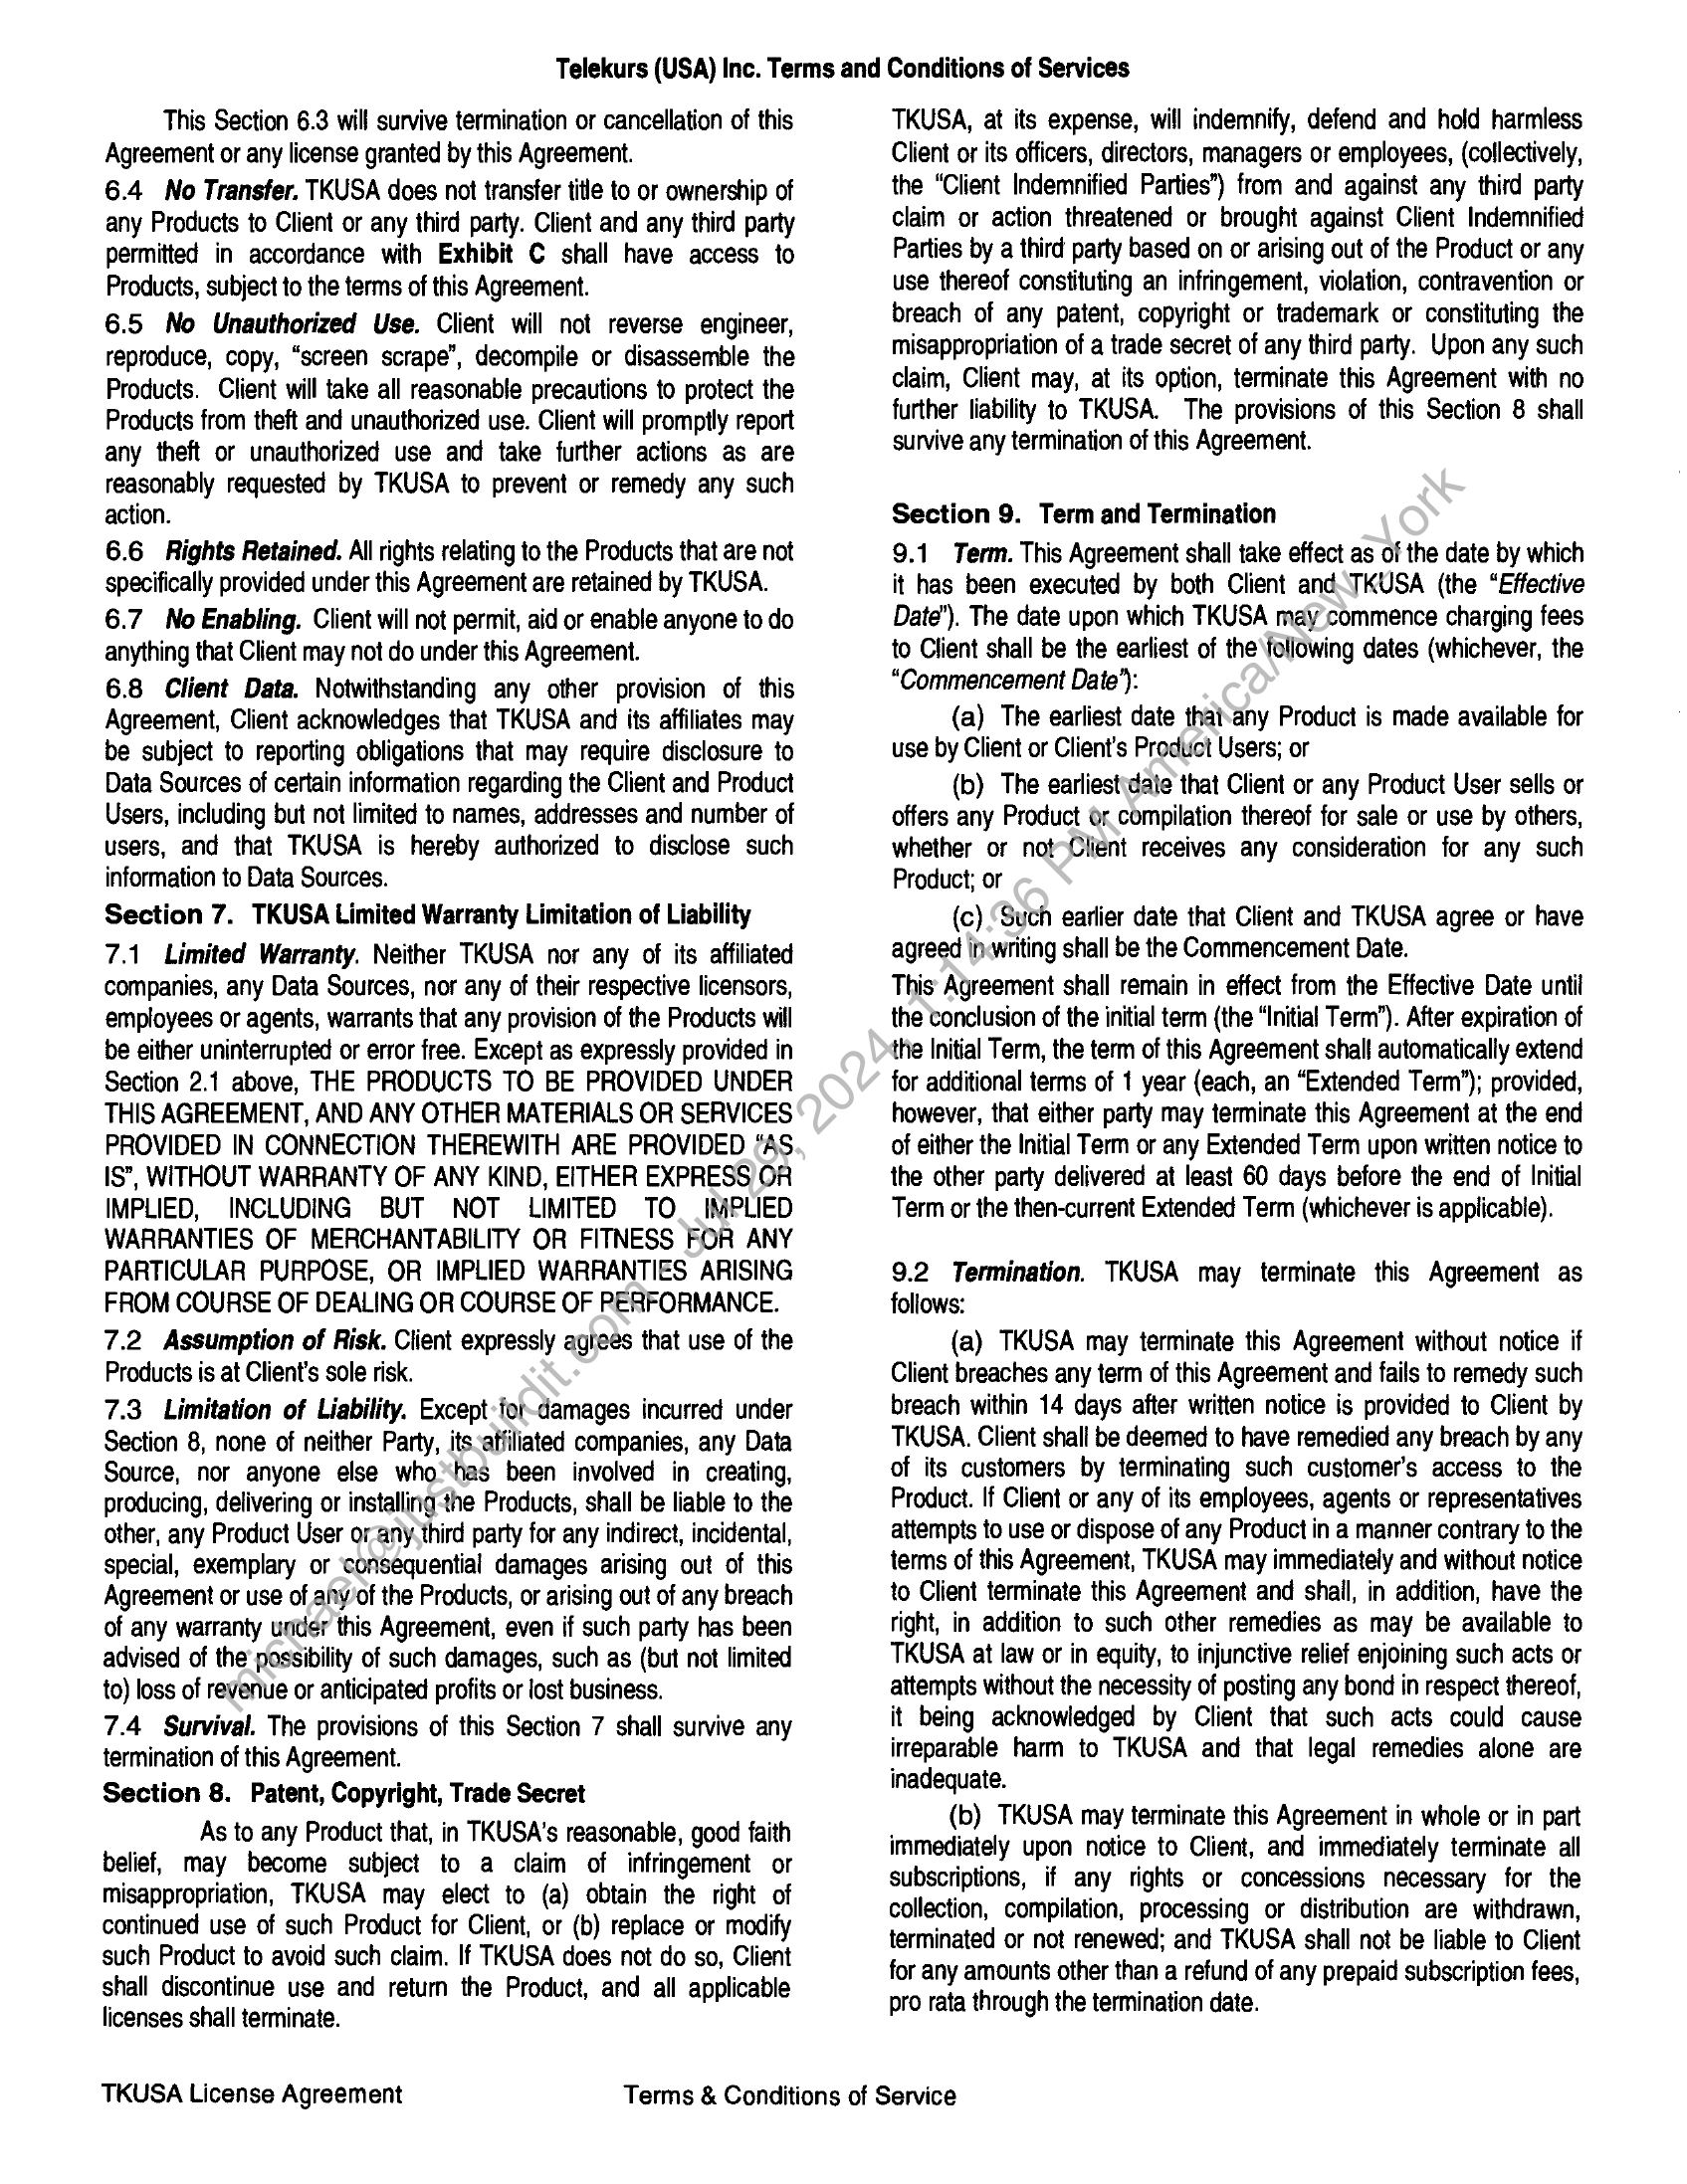 Telekurs (USA) Inc. Terms and Conditions of Services
This Section 6.3 will survive termination or cancellation of this
Agreement or any license granted by this Agreement.
6.4 No Transfer. TKUSA does not transfer title to or ownership of
any Products to Client or any third party. Client and any third party
permitted in accordance with Exhibit C shall have access to
Products, subject to the terms of this Agreement.
6.5 No Unauthorized Use. Client will not reverse engineer,
reproduce, copy, “screen scrape”, decompile or disassemble the
Products. Client will take all reasonable precautions to protect the
Products from theft and unauthorized use. Client will promptly report
any theft or unauthorized use and take further actions as are
reasonably requested by TKUSA to prevent or remedy any such
action.
6.6 Rights Retained. All rights relating to the Products that are not
specifically provided under this Agreement are retained by TKUSA.
6.7 No Enabling. Client will not permit, aid or enable anyone to do
anything that Client may not do under this Agreement.
6.8 Client Data. Notwithstanding any other provision of this
Agreement, Client acknowledges that TKUSA and its affiliates may
be subject to reporting obligations that may require disclosure to
Data Sources of certain information regarding the Client and Product
Users, including but not limited to names, addresses and number of
users, and that TKUSA is hereby authorized to disclose such
information to Data Sources.
Section 7. TKUSA Limited Warranty Limitation of Liability
7.1 Limited Warranty. Neither TKUSA nor any of its affiliated
companies, any Data Sources, nor any of their respective licensors,
employees or agents, warrants that any provision of the Products will
be either uninterrupted or error free. Except as expressly provided in
Section 2.1 above, THE PRODUCTS TO BE PROVIDED UNDER
THIS AGREEMENT, AND ANY OTHER MATERIALS OR SERVICES
PROVIDED IN CONNECTION THEREWITH ARE PROVIDED “AS
IS”, WITHOUT WARRANTY OF ANY KIND, EITHER EXPRESS OR
IMPLIED, INCLUDING BUT NOT LIMITED TO IMPLIED
WARRANTIES OF MERCHANTABILITY OR FITNESS FOR ANY
PARTICULAR PURPOSE, OR IMPLIED WARRANTIES ARISING
FROM COURSE OF DEALING OR COURSE OF PERFORMANCE.
7.2 Assumption of Risk. Client expressly agrees that use of the
Products is at Client's sole risk.
7.3 Limitation of Liability. Except for damages incurred under
Section 8, none of neither Party, its affiliated companies, any Data
Source, nor anyone else who has been involved in creating,
producing, delivering or installing the Products, shall be liable to the
other, any Product User or any third party for any indirect, incidental,
special, exemplary or consequential damages arising out of this
Agreement or use of any of the Products, or arising out of any breach
of any warranty under this Agreement, even if such party has been
advised of the possibility of such damages, such as (but not limited
to) loss of revenue or anticipated profits or lost business.
7.4 Survival. The provisions of this Section 7 shall survive any
termination of this Agreement.
Section 8. Patent, Copyright, Trade Secret
As to any Product that, in TKUSA's reasonable, good faith
belief, may become subject to a claim of infringement or
misappropriation, TKUSA may elect to (a) obtain the right of
continued use of such Product for Client, or (b) replace or modify
such Product to avoid such claim. If TKUSA does not do so, Client
shall discontinue use and return the Product, and all applicable
licenses shall terminate.
TKUSA, at its expense, will indemnify, defend and hold harmless
Client or its officers, directors, managers or employees, (collectively,
the “Client Indemnified Parties”) from and against any third party
claim or action threatened or brought against Client Indemnified
Parties by a third party based on or arising out of the Product or any
use thereof constituting an infringement, violation, contravention or
breach of any patent, copyright or trademark or constituting the
misappropriation of a trade secret of any third party. Upon any such
claim, Client may, at its option, terminate this Agreement with no
further liability to TKUSA. The provisions of this Section 8 shall
survive any termination of this Agreement.
Section 9. Term and Termination
9.1 Term. This Agreement shall take effect as of the date by which
it has been executed by both Client and TKUSA (the “Effective
Date”). The date upon which TKUSA may commence charging fees
to Client shall be the earliest of the following dates (whichever, the
“Commencement Date”):
(a) The earliest date that any Product is made available for
use by Client or Client's Product Users; or
(b) The earliest date that Client or any Product User sells or
offers any Product or compilation thereof for sale or use by others,
whether or not Client receives any consideration for any such
Product; or
(c) Such earlier date that Client and TKUSA agree or have
agreed in writing shall be the Commencement Date.
This Agreement shall remain in effect from the Effective Date until
the conclusion of the initial term (the “Initial Term”). After expiration of
the Initial Term, the term of this Agreement shall automatically extend
for additional terms of 1 year (each, an “Extended Term”); provided,
however, that either party may terminate this Agreement at the end
of either the Initial Term or any Extended Term upon written notice to
the other party delivered at least 60 days before the end of Initial
Term or the then-current Extended Term (whichever is applicable).
9.2 Termination. TKUSA may terminate this Agreement as
follows:
(a) TKUSA may terminate this Agreement without notice if
Client breaches any term of this Agreement and fails to remedy such
breach within 14 days after written notice is provided to Client by
TKUSA. Client shall be deemed to have remedied any breach by any
of its customers by terminating such customer's access to the
Product. If Client or any of its employees, agents or representatives
attempts to use or dispose of any Product in a manner contrary to the
terms of this Agreement, TKUSA may immediately and without notice
to Client terminate this Agreement and shall, in addition, have the
right, in addition to such other remedies as may be available to
TKUSA at law or in equity, to injunctive relief enjoining such acts or
attempts without the necessity of posting any bond in respect thereof,
it being acknowledged by Client that such acts could cause
irreparable harm to TKUSA and that legal remedies alone are
inadequate.
(b) TKUSA may terminate this Agreement in whole or in part
immediately upon notice to Client, and immediately terminate all
subscriptions, if any rights or concessions necessary for the
collection, compilation, processing or distribution are withdrawn,
terminated or not renewed; and TKUSA shall not be liable to Client
for any amounts other than a refund of any prepaid subscription fees,
pro rata through the termination date.
TKUSA License Agreement
Terms & Conditions of Service
michael@justbuildit.com - Jul 29, 2024, 1:14:36 PM America/New_York